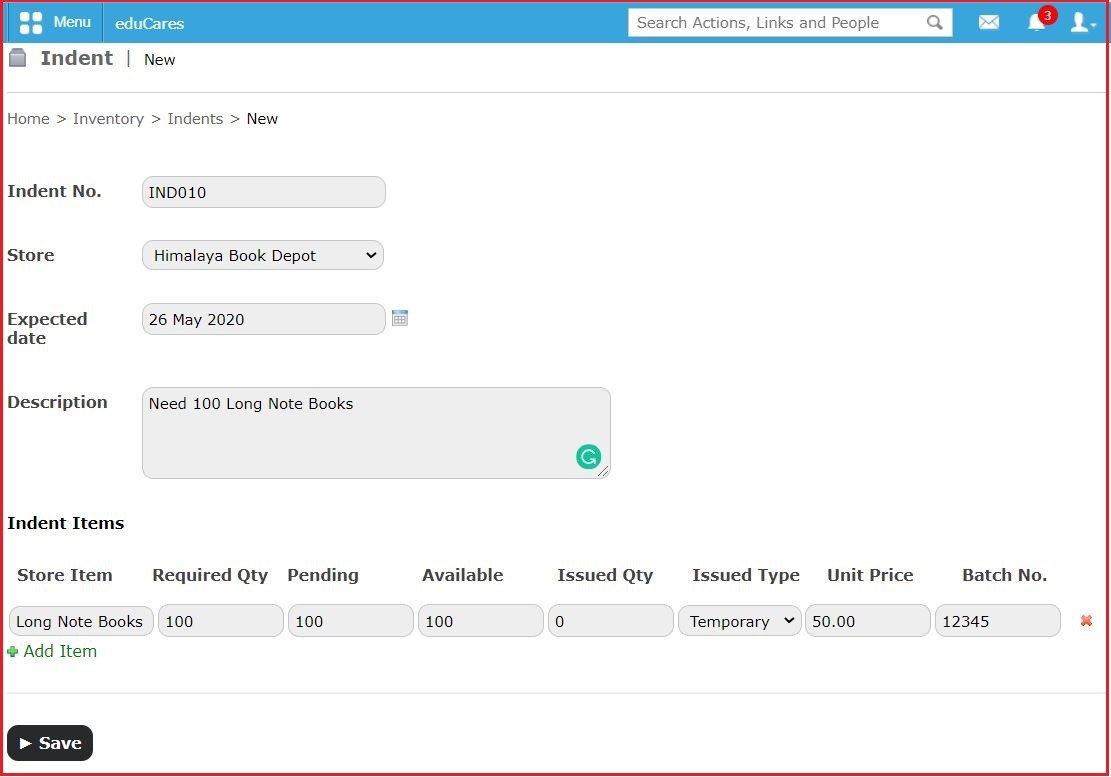 Menu eduCares Search Actions, Links and People 3
Indent | New
Home > Inventory > Indents > New
Indent No. IND010
Store Himalaya Book Depot
Expected date 26 May 2020
Description Need 100 Long Note Books
Indent Items
Store Item Required Qty Pending Available Issued Qty Issued Type Unit Price Batch No.
Long Note Books 100 100 100 0 Temporary 50.00 12345
Add Item
Save